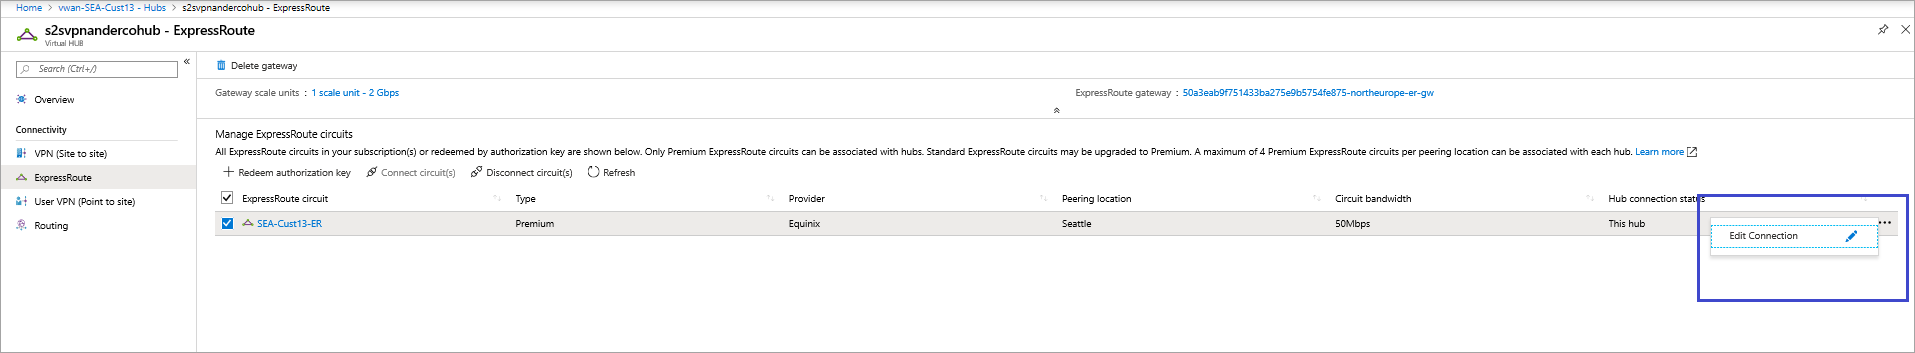 Home > vwan-SEA-Cust13 - Hubs > s2svpnandercohub - ExpressRoute
s2svpnandercohub - ExpressRoute
Virtual HUB
Search (Ctrl+/)
«
Overview
Connectivity
VPN (Site to site)
ExpressRoute
User VPN (Point to site)
Routing
Delete gateway
Gateway scale units : 1 scale unit - 2 Gbps
ExpressRoute gateway : 50a3eab9f751433ba275e9b5754fe875-northeurope-er-gw
Manage ExpressRoute circuits
All ExpressRoute circuits in your subscription(s) or redeemed by authorization key are shown below. Only Premium ExpressRoute circuits can be associated with hubs. Standard ExpressRoute circuits may be upgraded to Premium. A maximum of 4 Premium ExpressRoute circuits per peering location can be associated with each hub. Learn more
Redeem authorization key Connect circuit(s) Disconnect circuit(s) Refresh
ExpressRoute circuit Type Provider Peering location Circuit bandwidth Hub connection status
SEA-Cust13-ER Premium Equinix Seattle 50Mbps This hub
Edit Connection